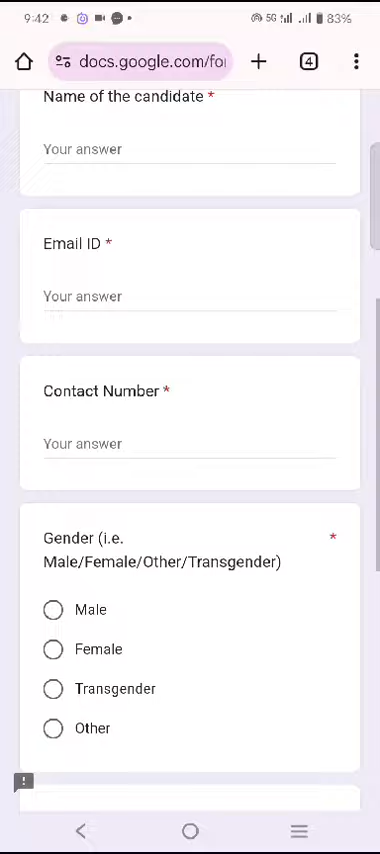 9:42 5G 83%
docs.google.com/for 4
Name of the candidate *
Your answer
Email ID *
Your answer
Contact Number *
Your answer
Gender (i.e. *
Male/Female/Other/Transgender)
Male
Female
Transgender
Other
!